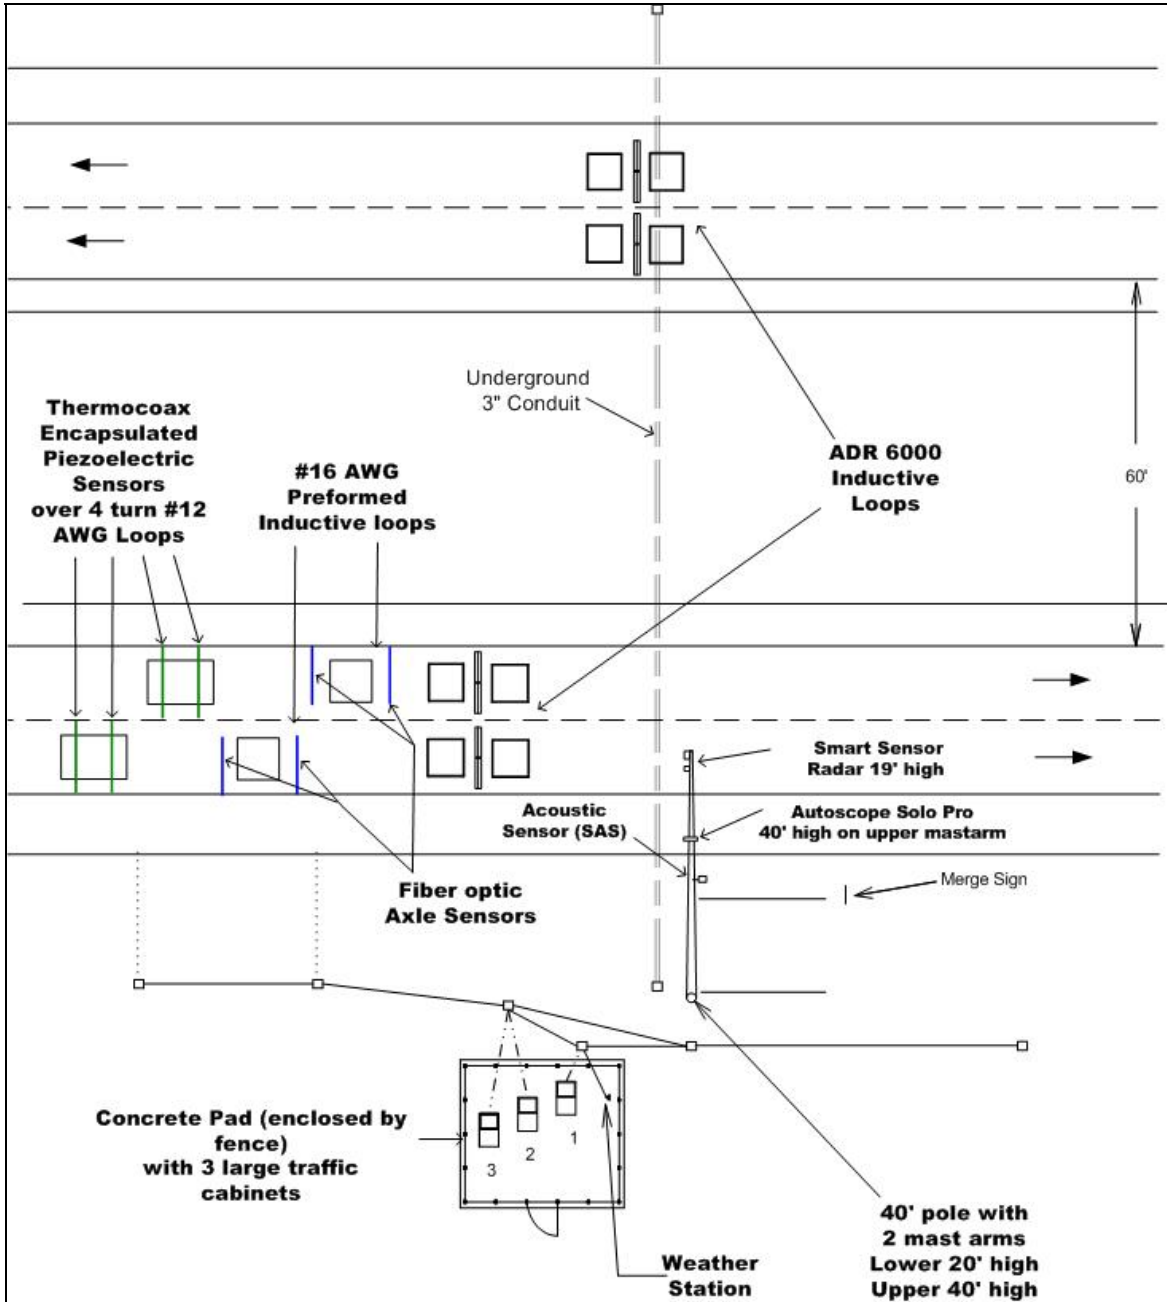 Underground
3" Conduit
Thermocoax
Encapsulated
Piezoelectric
Sensors
over 4 turn #12
AWG Loops
#16 AWG
Preformed
Inductive loops
ADR 6000
Inductive
Loops
60'
Smart Sensor
Radar 19' high
Acoustic
Sensor (SAS)
Autoscope Solo Pro
40' high on upper mastarm
Merge Sign
Fiber optic
Axle Sensors
Concrete Pad (enclosed by
fence)
with 3 large traffic
cabinets
1
2
3
Weather
Station
40' pole with
2 mast arms
Lower 20' high
Upper 40' high